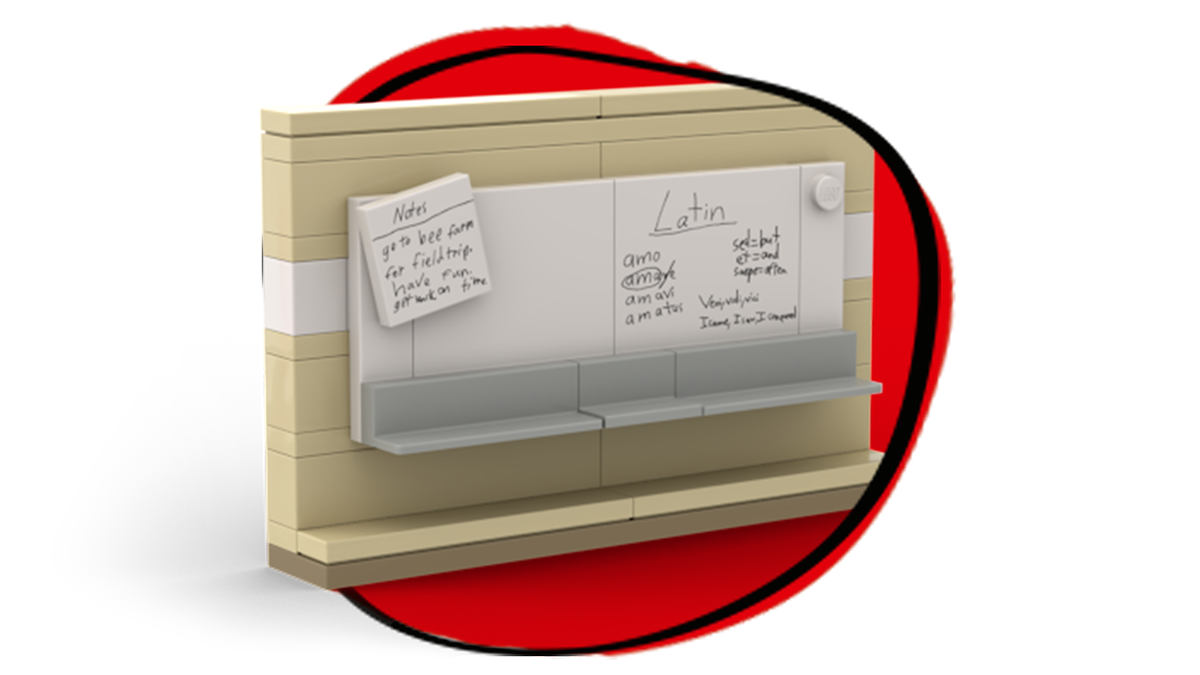 Notes
go to bee farm
for fieldtrip.
have fun.
get back on time
Latin
amo
amare
amavi
amatus
sed=but
et=and
saepe=often
Veni, vidi, vici
I came, I saw, I conquered